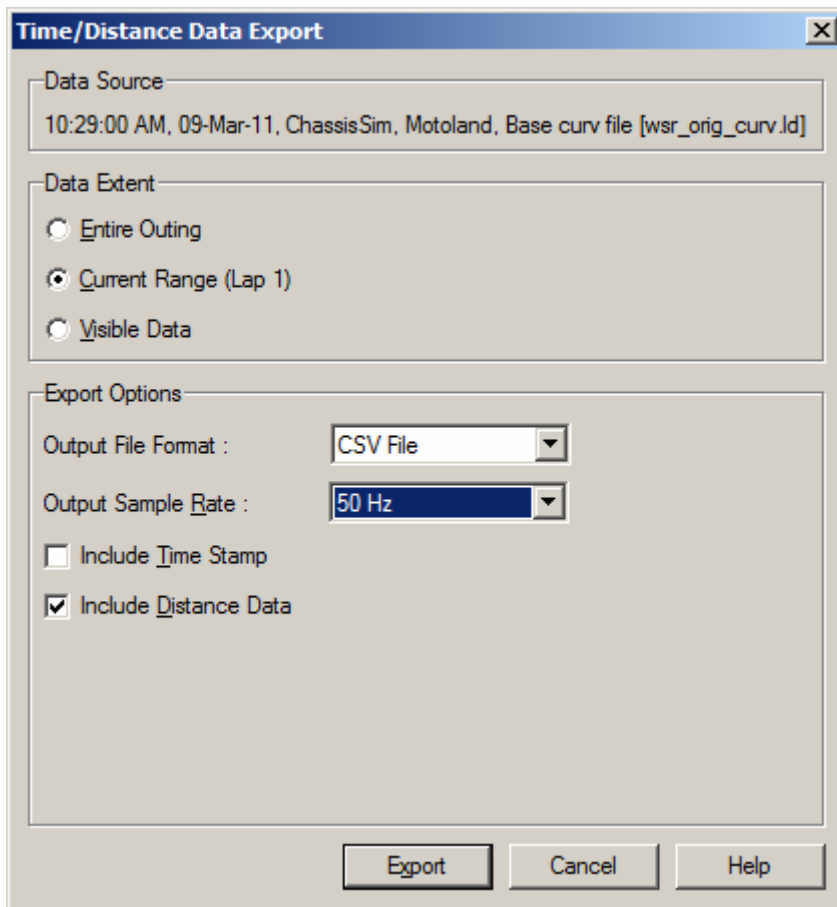 Time/Distance Data Export
Data Source
10:29:00 AM, 09-Mar-11, ChassisSim, Motoland, Base curv file [wsr_orig_curv.ld]
Data Extent
Entire Outing
Current Range (Lap 1)
Visible Data
Export Options
Output File Format : CSV File
Output Sample Rate : 50 Hz
Include Time Stamp
Include Distance Data
Export Cancel Help